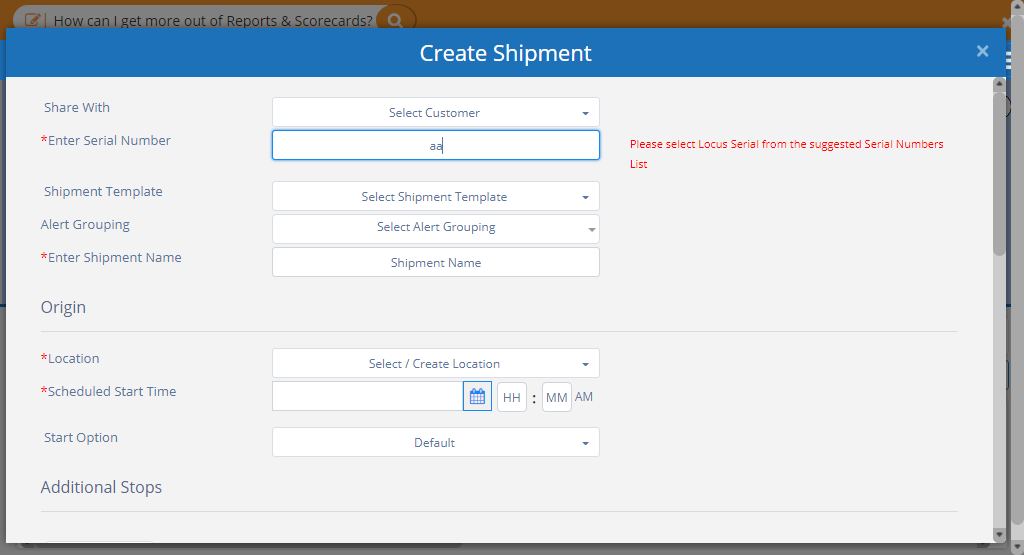 How can I get more out of Reports & Scorecards?
Create Shipment ×
Share With Select Customer
*Enter Serial Number aa Please select Locus Serial from the suggested Serial Numbers
List
Shipment Template Select Shipment Template
Alert Grouping Select Alert Grouping
*Enter Shipment Name Shipment Name
Origin
*Location Select / Create Location
*Scheduled Start Time HH : MM AM
Start Option Default
Additional Stops